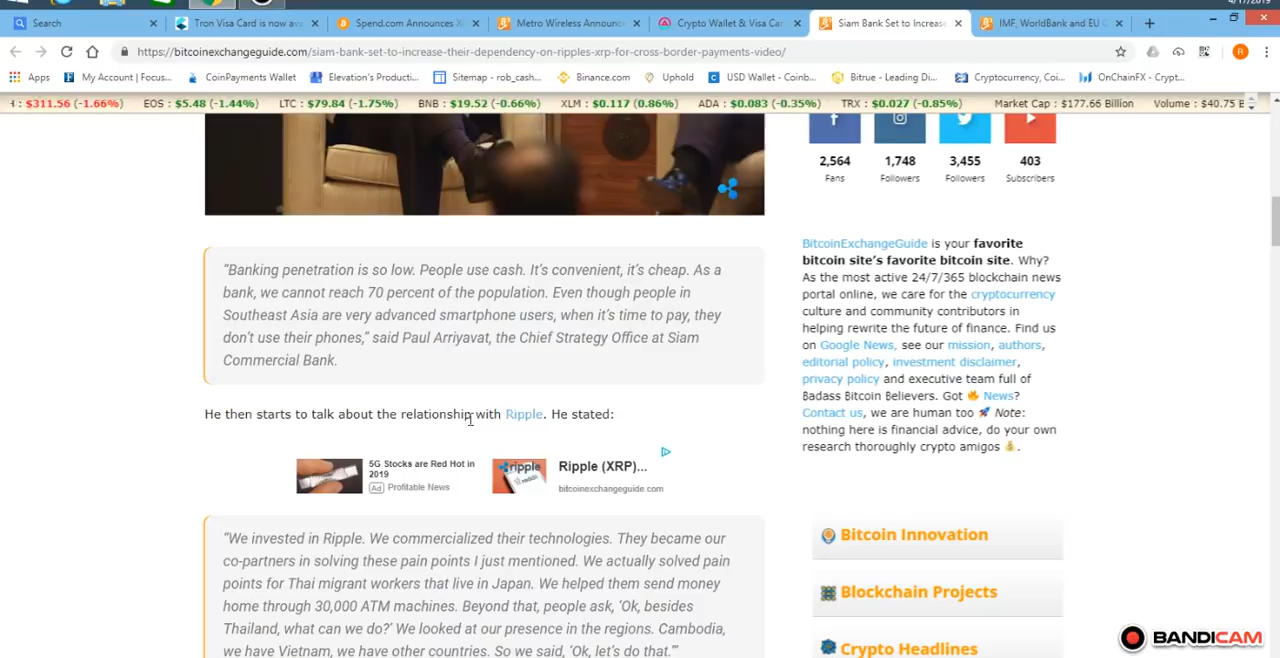 4/17/2019
Search
Tron Visa Card is now ava
Spend.com Announces X
Metro Wireless Announc
Crypto Wallet & Visa Car
Siam Bank Set to Increase
IMF, WorldBank and EU C
https://bitcoinexchangeguide.com/siam-bank-set-to-increase-their-dependency-on-ripples-xrp-for-cross-border-payments-video/
R
Apps
My Account | Focus...
CoinPayments Wallet
Elevation's Producti...
Sitemap - rob_cash...
Binance.com
Uphold
USD Wallet - Coinb...
Bitrue - Leading Di...
Cryptocurrency, Coi...
OnChainFX - Crypt...
H : $311.56 (-1.66%) EOS : $5.48 (-1.44%) LTC : $79.84 (-1.75%) BNB : $19.52 (-0.66%) XLM : $0.117 (0.86%) ADA : $0.083 (-0.35%) TRX : $0.027 (-0.85%) Market Cap : $177.66 Billion Volume : $40.75 B
2,564
Fans
1,748
Followers
3,455
Followers
403
Subscribers
"Banking penetration is so low. People use cash. It's convenient, it's cheap. As a
bank, we cannot reach 70 percent of the population. Even though people in
Southeast Asia are very advanced smartphone users, when it's time to pay, they
don't use their phones," said Paul Arriyavat, the Chief Strategy Office at Siam
Commercial Bank.
He then starts to talk about the relationship with Ripple. He stated:
5G Stocks are Red Hot in
2019
Ad Profitable News
ripple
Ripple (XRP)...
bitcoinexchangeguide.com
"We invested in Ripple. We commercialized their technologies. They became our
co-partners in solving these pain points I just mentioned. We actually solved pain
points for Thai migrant workers that live in Japan. We helped them send money
home through 30,000 ATM machines. Beyond that, people ask, 'Ok, besides
Thailand, what can we do?' We looked at our presence in the regions. Cambodia,
we have Vietnam, we have other countries. So we said, 'Ok, let's do that.'"
BitcoinExchangeGuide is your favorite
bitcoin site's favorite bitcoin site. Why?
As the most active 24/7/365 blockchain news
portal online, we care for the cryptocurrency
culture and community contributors in
helping rewrite the future of finance. Find us
on Google News, see our mission, authors,
editorial policy, investment disclaimer,
privacy policy and executive team full of
Badass Bitcoin Believers. Got News?
Contact us, we are human too Note:
nothing here is financial advice, do your own
research thoroughly crypto amigos .
Bitcoin Innovation
Blockchain Projects
Crypto Headlines
BANDICAM